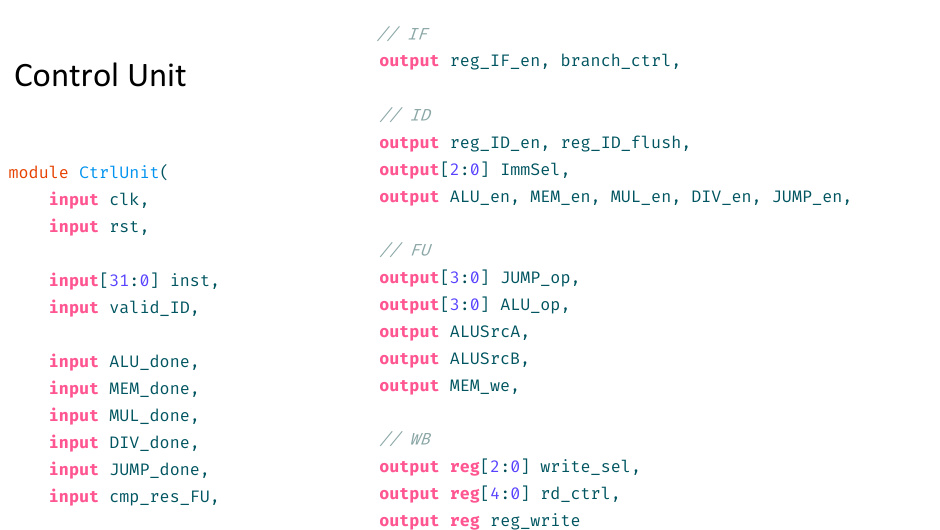 Control Unit
module CtrlUnit(
input clk,
input rst,
input[31:0] inst,
input valid_ID,
input ALU_done,
input MEM_done,
input MUL_done,
input DIV_done,
input JUMP_done,
input cmp_res_FU,
// IF
output reg_IF_en, branch_ctrl,
// ID
output reg_ID_en, reg_ID_flush,
output[2:0] ImmSel,
output ALU_en, MEM_en, MUL_en, DIV_en, JUMP_en,
// FU
output[3:0] JUMP_op,
output[3:0] ALU_op,
output ALUSrcA,
output ALUSrcB,
output MEM_we,
// WB
output reg[2:0] write_sel,
output reg[4:0] rd_ctrl,
output reg reg_write